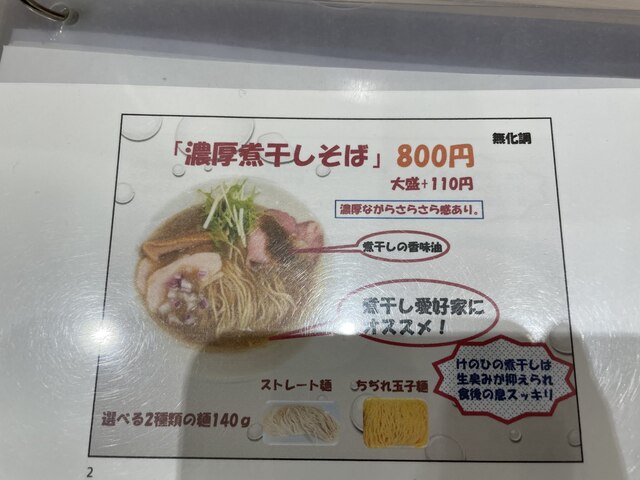 「濃厚煮干しそば」 800円
無化調
大盛+110円
濃厚ながらさらさら感あり。
煮干しの香味油
煮干し愛好家に
オススメ！
けのひの煮干しは
生臭みが抑えられ
食後の息スッキリ
ストレート麺
ちぢれ玉子麺
選べる2種類の麺140g
2